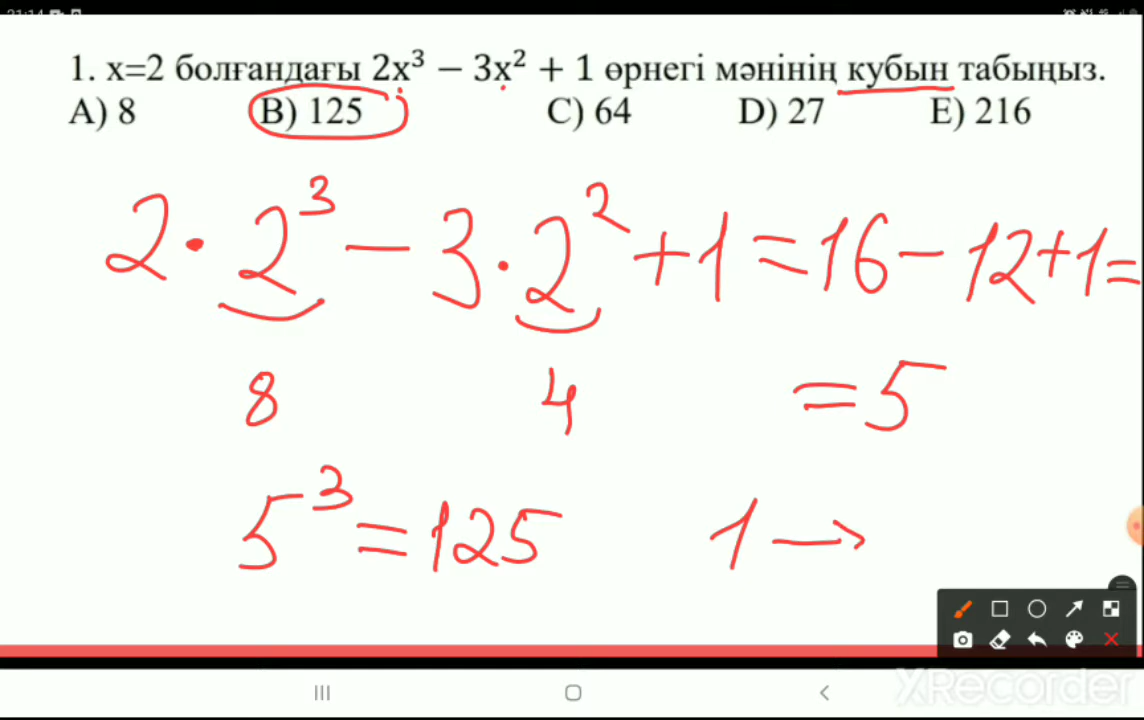 1. x=2 болғандағы 2x³ − 3x² + 1 өрнегі мәнінің кубын табыңыз.
A) 8 B) 125 C) 64 D) 27 E) 216
2 · 2³ − 3 · 2² + 1 = 16 − 12 + 1 =
8 4 = 5
5³ = 125 1 →
XRecorder